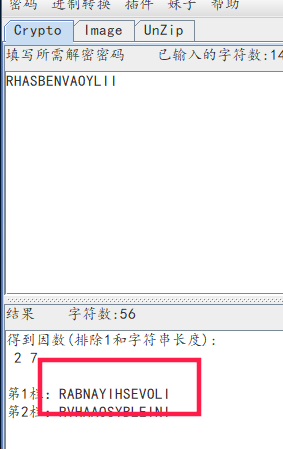 密码 进制转换 插件 妹子 帮助
Crypto Image UnZip
填写所需解密密码 已输入的字符数:14
RHASBENVAOYLII
结果 字符数:56
得到因数(排除1和字符串长度):
2 7
第1栏: RABNAYIHSEVOLI
第2栏: RVHAAOSYBLEINI